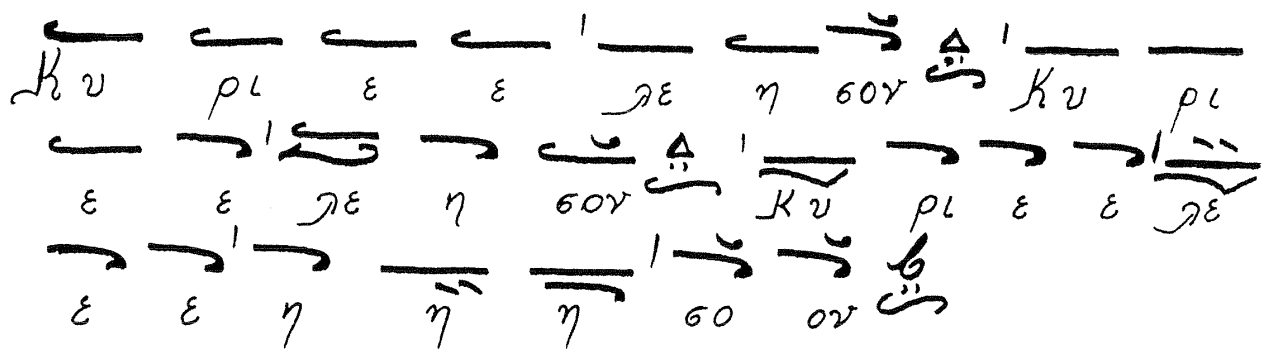 Κυ ρι ε ε λε η σον Κυ ρι
ε ε λε η σον Κυ ρι ε ε λε
ε ε η η η σο ον